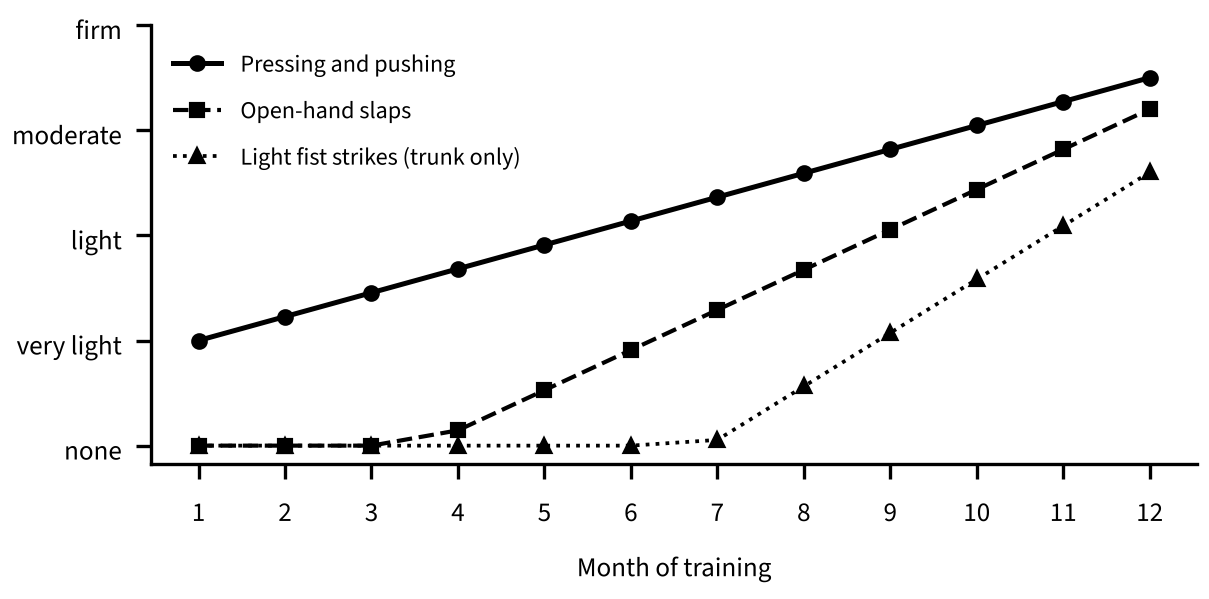 firm
moderate
light
very light
none
Pressing and pushing
Open-hand slaps
Light fist strikes (trunk only)
1 2 3 4 5 6 7 8 9 10 11 12
Month of training